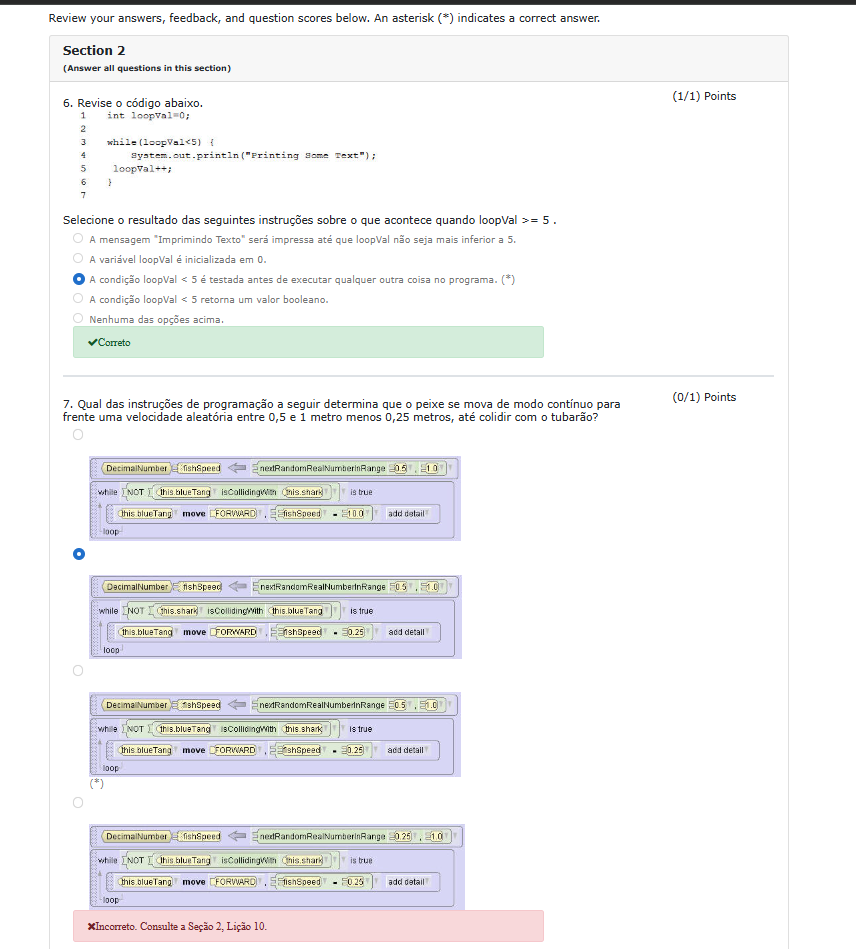 Review your answers, feedback, and question scores below. An asterisk (*) indicates a correct answer.
Section 2
(Answer all questions in this section)
6. Revise o código abaixo.
(1/1) Points
1 int loopVal=0;
2
3 while(loopVal<5) {
4 System.out.println("Printing Some Text");
5 loopVal++;
6 }
7
Selecione o resultado das seguintes instruções sobre o que acontece quando loopVal >= 5 .
A mensagem "Imprimindo Texto" será impressa até que loopVal não seja mais inferior a 5.
A variável loopVal é inicializada em 0.
A condição loopVal < 5 é testada antes de executar qualquer outra coisa no programa. (*)
A condição loopVal < 5 retorna um valor booleano.
Nenhuma das opções acima.
✔Correto
7. Qual das instruções de programação a seguir determina que o peixe se mova de modo contínuo para
(0/1) Points
frente uma velocidade aleatória entre 0,5 e 1 metro menos 0,25 metros, até colidir com o tubarão?
DecimalNumber fishSpeed nextRandomRealNumberInRange 0.5 , 1.0
while NOT this.blueTang isCollidingWith this.shark is true
this.blueTang move FORWARD , fishSpeed - 10.0 add detail
loop
DecimalNumber fishSpeed nextRandomRealNumberInRange 0.5 , 1.0
while NOT this.shark isCollidingWith this.blueTang is true
this.blueTang move FORWARD , fishSpeed - 0.25 add detail
loop
DecimalNumber fishSpeed nextRandomRealNumberInRange 0.5 , 1.0
while NOT this.blueTang isCollidingWith this.shark is true
this.blueTang move FORWARD , fishSpeed - 0.25 add detail
loop
(*)
DecimalNumber fishSpeed nextRandomRealNumberInRange 0.25 , 1.0
while NOT this.blueTang isCollidingWith this.shark is true
this.blueTang move FORWARD , fishSpeed - 0.25 add detail
loop
✖Incorreto. Consulte a Seção 2, Lição 10.